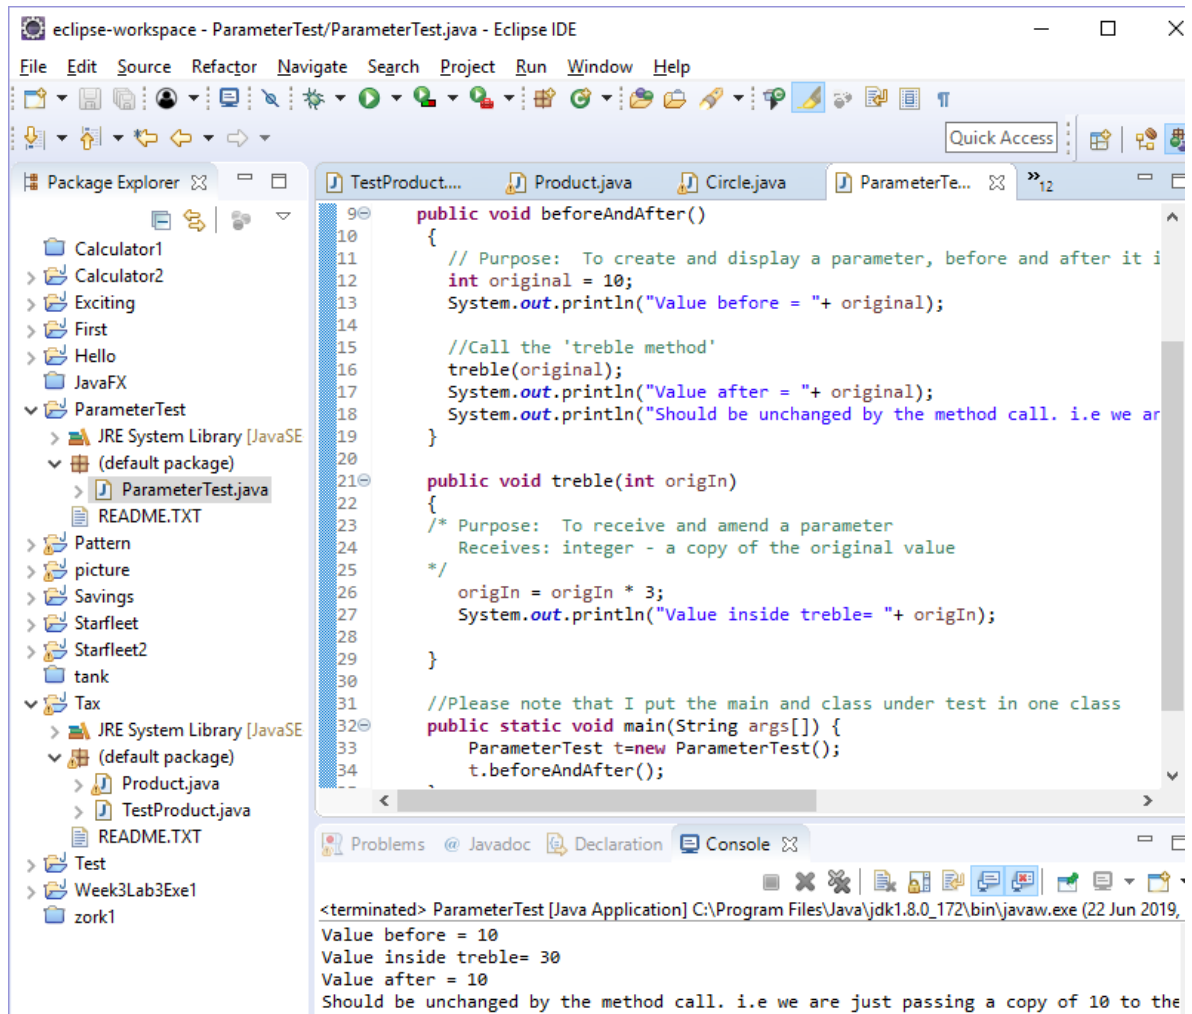 eclipse-workspace - ParameterTest/ParameterTest.java - Eclipse IDE
File Edit Source Refactor Navigate Search Project Run Window Help
Quick Access
Package Explorer
TestProduct.... Product.java Circle.java ParameterTe... »12
Calculator1
Calculator2
Exciting
First
Hello
JavaFX
ParameterTest
JRE System Library [JavaSE
(default package)
ParameterTest.java
README.TXT
Pattern
picture
Savings
Starfleet
Starfleet2
tank
Tax
JRE System Library [JavaSE
(default package)
Product.java
TestProduct.java
README.TXT
Test
Week3Lab3Exe1
zork1
9 public void beforeAndAfter()
10 {
11 // Purpose:  To create and display a parameter, before and after it i
12 int original = 10;
13 System.out.println("Value before = "+ original);
14
15 //Call the 'treble method'
16 treble(original);
17 System.out.println("Value after = "+ original);
18 System.out.println("Should be unchanged by the method call. i.e we ar
19 }
20
21 public void treble(int origIn)
22 {
23 /* Purpose:  To receive and amend a parameter
24 Receives: integer - a copy of the original value
25 */
26 origIn = origIn * 3;
27 System.out.println("Value inside treble= "+ origIn);
28
29 }
30
31 //Please note that I put the main and class under test in one class
32 public static void main(String args[]) {
33 ParameterTest t=new ParameterTest();
34 t.beforeAndAfter();
Problems @ Javadoc Declaration Console
<terminated> ParameterTest [Java Application] C:\Program Files\Java\jdk1.8.0_172\bin\javaw.exe (22 Jun 2019,
Value before = 10
Value inside treble= 30
Value after = 10
Should be unchanged by the method call. i.e we are just passing a copy of 10 to the